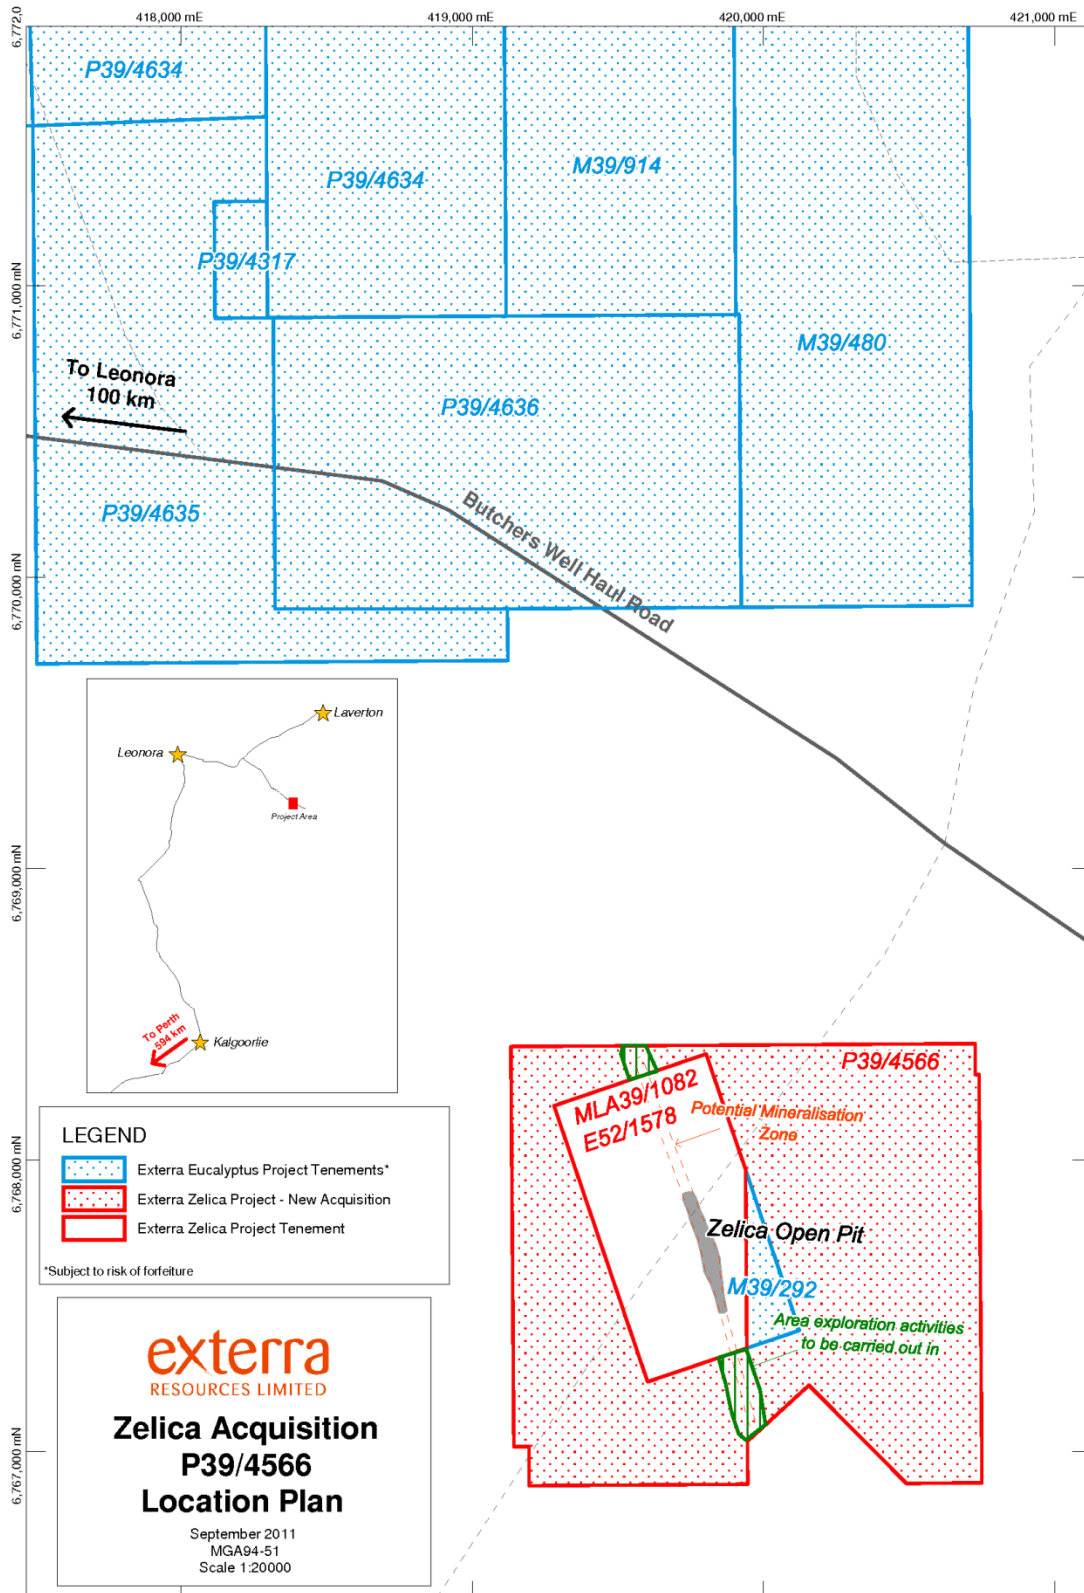 418,000 mE
419,000 mE
420,000 mE
421,000 mE
6,772,0
P39/4634
P39/4634
M39/914
P39/4317
6,771,000 mN
M39/480
To Leonora
100 km
P39/4636
P39/4635
Butchers Well Haul Road
6,770,000 mN
Laverton
Leonora
Project Area
6,769,000 mN
To Perth
594 km
Kalgoorlie
P39/4566
MLA39/1082
E52/1578
Potential Mineralisation
Zone
6,768,000 mN
Zelica Open Pit
M39/292
Area exploration activities
to be carried out in
6,767,000 mN
LEGEND
Exterra Eucalyptus Project Tenements*
Exterra Zelica Project - New Acquisition
Exterra Zelica Project Tenement
*Subject to risk of forfeiture
exterra
RESOURCES LIMITED
Zelica Acquisition
P39/4566
Location Plan
September 2011
MGA94-51
Scale 1:20000